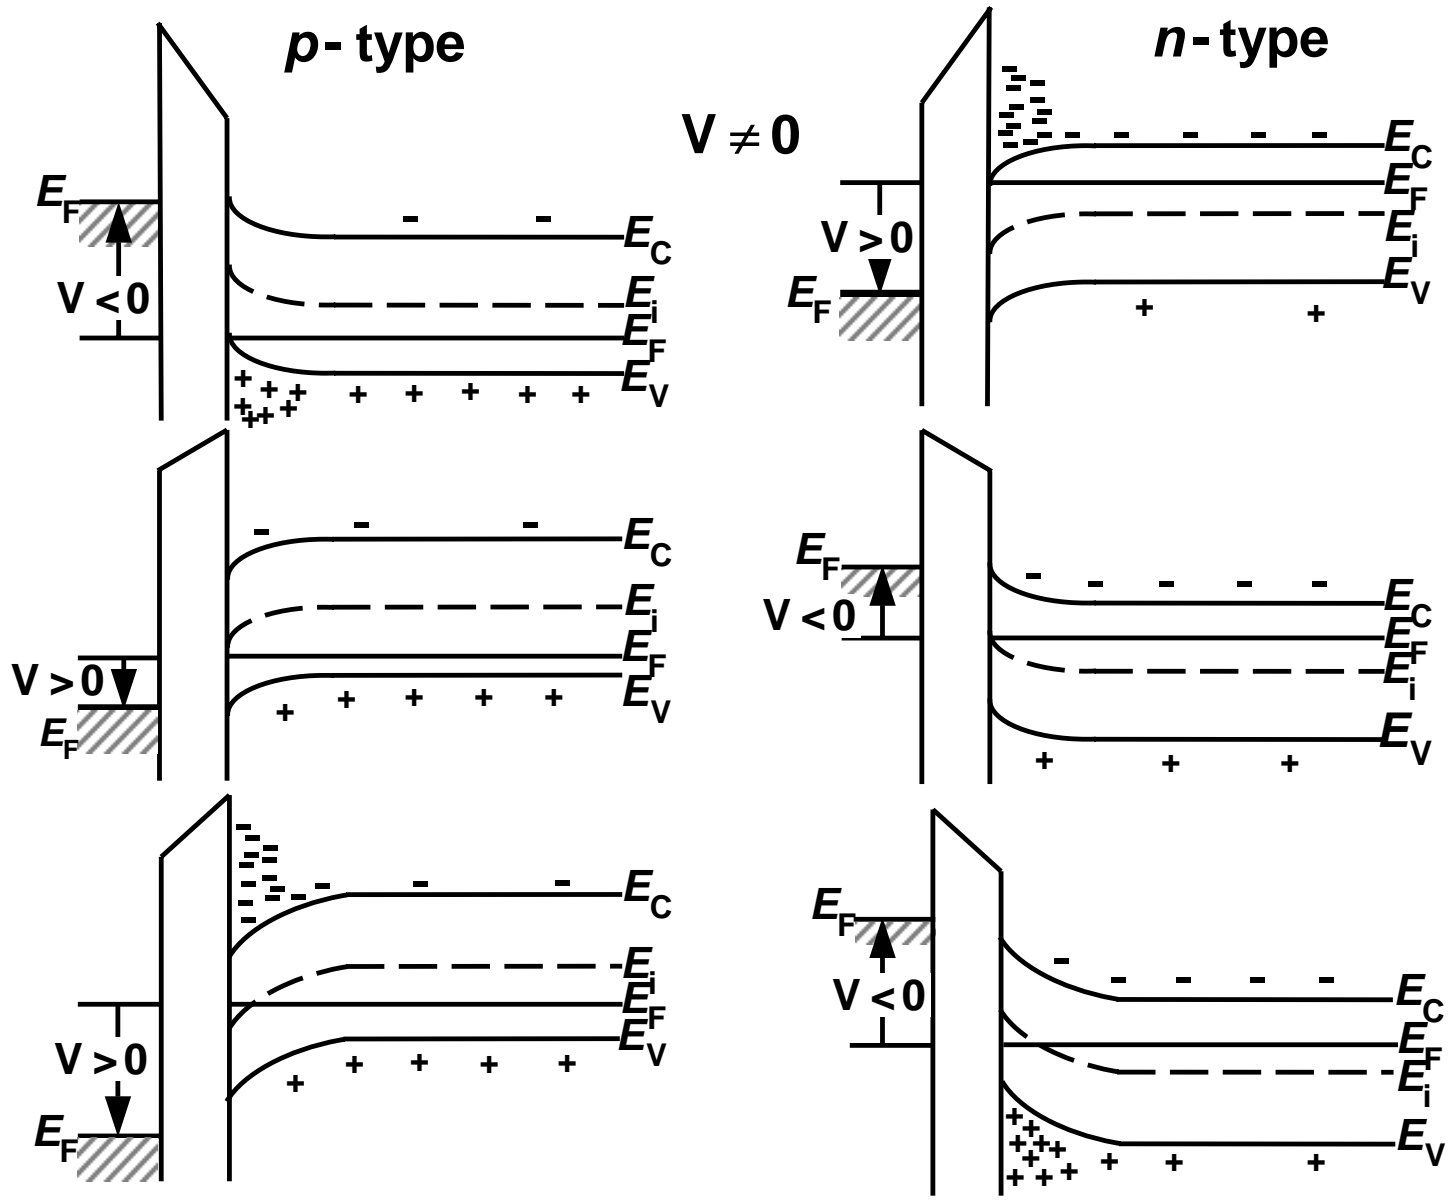 p- type
n- type
V ≠ 0
E_F
V < 0
E_C
E_i
E_F
E_V
E_C
E_F
E_i
E_V
V > 0
E_F
E_C
E_i
E_F
E_V
V > 0
E_F
E_F
V < 0
E_C
E_F
E_i
E_V
E_C
E_i
E_F
E_V
V > 0
E_F
E_F
V < 0
E_C
E_F
E_i
E_V